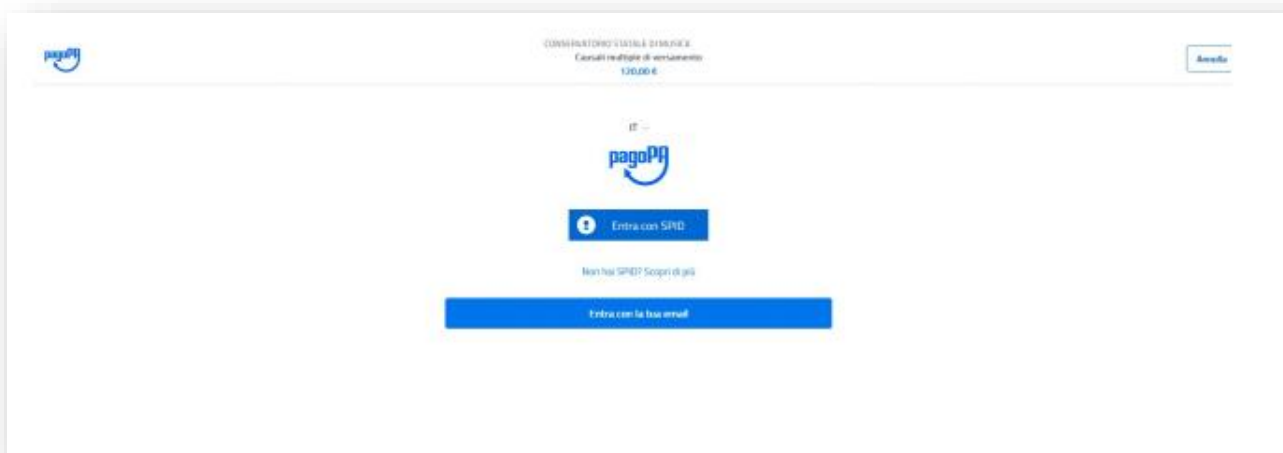 pagoPA
CONSERVATORIO STATALE DI MUSICA
Causali multiple di versamento
120,00 €
Annulla
IT
pagoPA
Entra con SPID
Non hai SPID? Scopri di più
Entra con la tua email